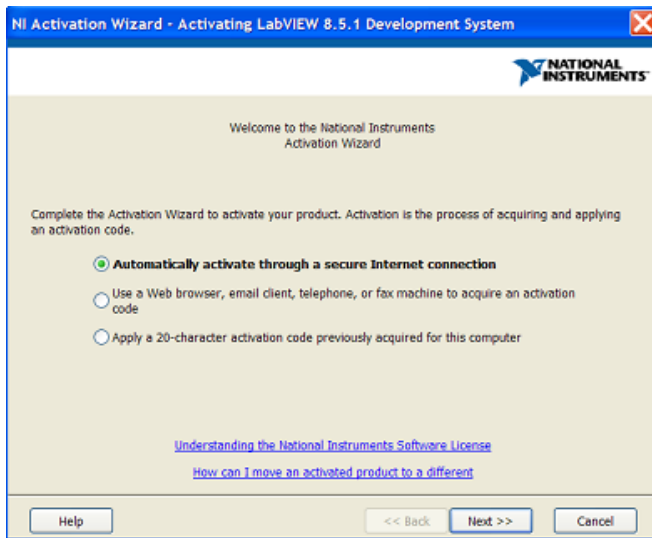 NI Activation Wizard - Activating LabVIEW 8.5.1 Development System
NATIONAL
INSTRUMENTS
Welcome to the National Instruments
Activation Wizard
Complete the Activation Wizard to activate your product. Activation is the process of acquiring and applying
an activation code.
Automatically activate through a secure Internet connection
Use a Web browser, email client, telephone, or fax machine to acquire an activation
code
Apply a 20-character activation code previously acquired for this computer
Understanding the National Instruments Software License
How can I move an activated product to a different
Help
<< Back
Next >>
Cancel